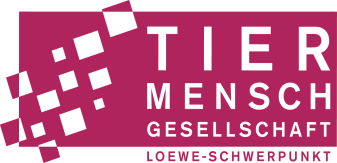 TIER
MENSCH
GESELLSCHAFT
LOEWE-SCHWERPUNKT